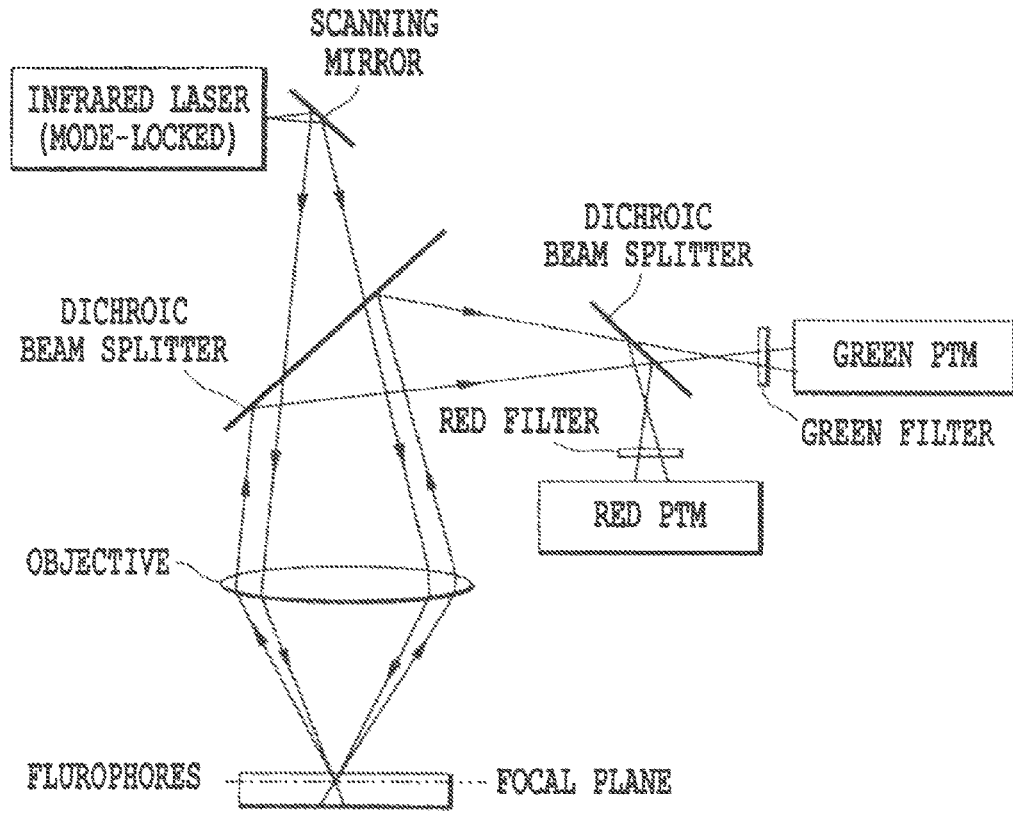 SCANNING
MIRROR
INFRARED LASER
(MODE-LOCKED)
DICHROIC
BEAM SPLITTER
DICHROIC
BEAM SPLITTER
GREEN PTM
RED FILTER
GREEN FILTER
RED PTM
OBJECTIVE
FLUROPHORES
FOCAL PLANE